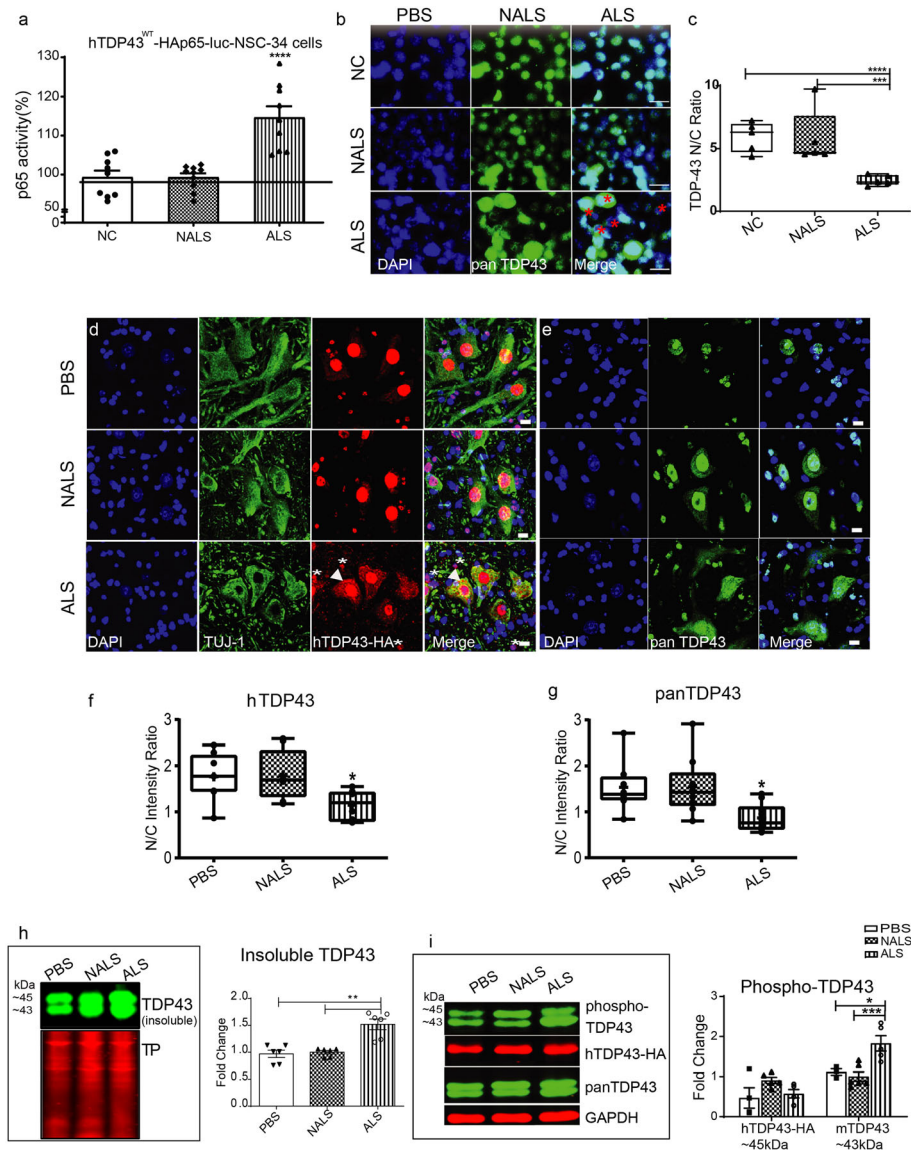 a
hTDP43WT-HAp65-luc-NSC-34 cells
p65 activity(%)
130
120
110
100
50
0
****
NC
NALS
ALS
b
PBS
NALS
ALS
NC
NALS
ALS
DAPI
pan TDP43
Merge
*
*
*
*
*
c
TDP-43 N/C Ratio
10
5
0
****
***
NC
NALS
ALS
d
PBS
NALS
ALS
DAPI
TUJ-1
hTDP43-HA*
Merge
*
*
*
*
*
e
DAPI
pan TDP43
Merge
f
hTDP43
N/C Intensity Ratio
3
2
1
0
*
PBS
NALS
ALS
g
panTDP43
N/C Intensity Ratio
3
2
1
0
*
PBS
NALS
ALS
h
PBS
NALS
ALS
kDa
~45
~43
TDP43
(insoluble)
TP
Insoluble TDP43
Fold Change
2.0
1.5
1.0
0.5
0.0
**
PBS
NALS
ALS
i
PBS
NALS
ALS
kDa
~45
~43
phospho-
TDP43
hTDP43-HA
panTDP43
GAPDH
PBS
NALS
ALS
Phospho-TDP43
Fold Change
3
2
1
0
*
***
hTDP43-HA
~45kDa
mTDP43
~43kDa